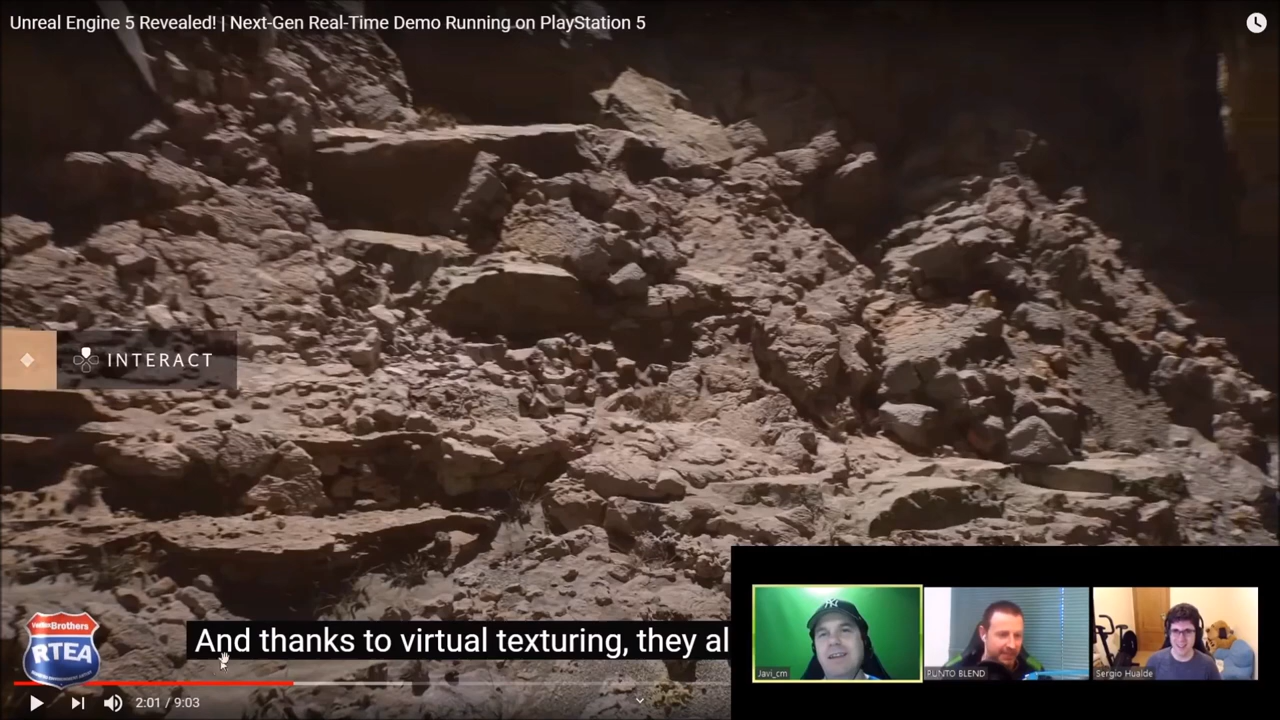 Unreal Engine 5 Revealed! | Next-Gen Real-Time Demo Running on PlayStation 5
INTERACT
And thanks to virtual texturing, they al
RTEA
2:01 / 9:03
Javi_cm
PUNTO BLEND
Sergio Hualde